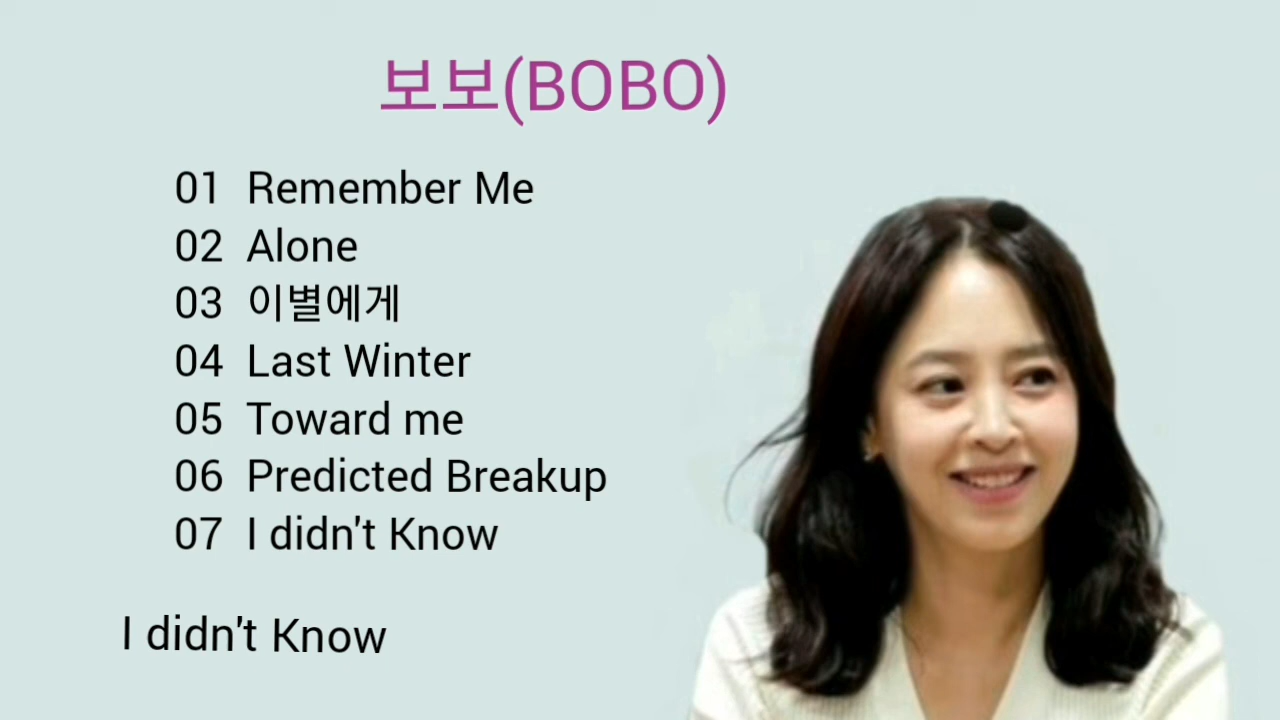 보보(BOBO)
01 Remember Me
02 Alone
03 이별에게
04 Last Winter
05 Toward me
06 Predicted Breakup
07 I didn't Know
I didn't Know